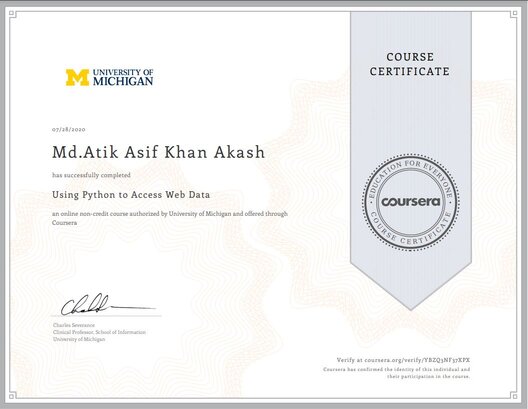 UNIVERSITY OF
MICHIGAN
COURSE
CERTIFICATE
07/28/2020
Md.Atik Asif Khan Akash
has successfully completed
Using Python to Access Web Data
an online non-credit course authorized by University of Michigan and offered through
Coursera
EDUCATION FOR EVERYONE
coursera
COURSE CERTIFICATE
Charles Severance
Clinical Professor, School of Information
University of Michigan
Verify at coursera.org/verify/YBZQ3NF37KPX
Coursera has confirmed the identity of this individual and
their participation in the course.